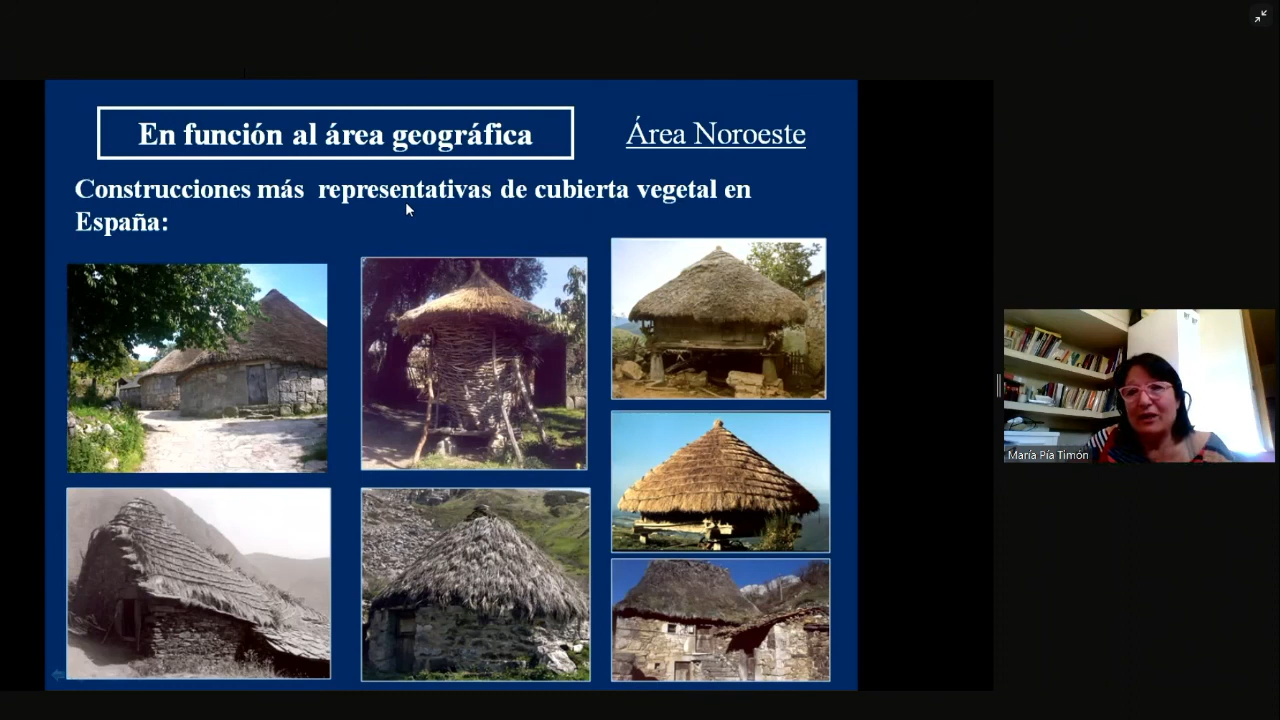 En función al área geográfica
Área Noroeste
Construcciones más representativas de cubierta vegetal en
España:
María Pía Timón